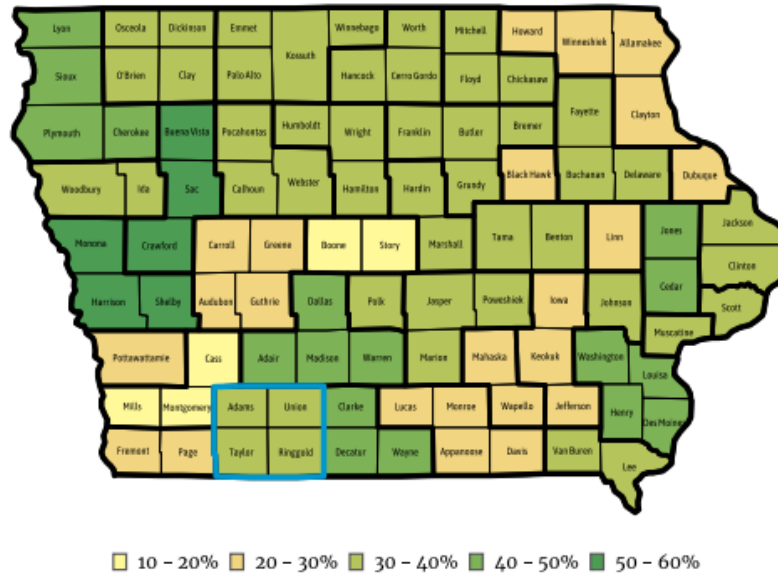 Lyon Osceola Dickinson Emmet Winnebago Worth Mitchell Howard Winneshiek Allamakee
Kossuth
Sioux O'Brien Clay Palo Alto Hancock Cerro Gordo Floyd Chickasaw
Fayette Clayton
Plymouth Cherokee Buena Vista Pocahontas Humboldt Wright Franklin Butler Bremer
Woodbury Ida Sac Calhoun Webster Hamilton Hardin Grundy Black Hawk Buchanan Delaware Dubuque
Jackson
Monona Crawford Carroll Greene Boone Story Marshall Tama Benton Linn Jones
Clinton
Harrison Shelby Audubon Guthrie Dallas Polk Jasper Poweshiek Iowa Johnson Cedar Scott
Muscatine
Pottawattamie Cass Adair Madison Warren Marion Mahaska Keokuk Washington Louisa
Mills Montgomery Adams Union Clarke Lucas Monroe Wapello Jefferson Henry Des Moines
Fremont Page Taylor Ringgold Decatur Wayne Appanoose Davis Van Buren Lee
10 – 20% 20 – 30% 30 – 40% 40 – 50% 50 – 60%